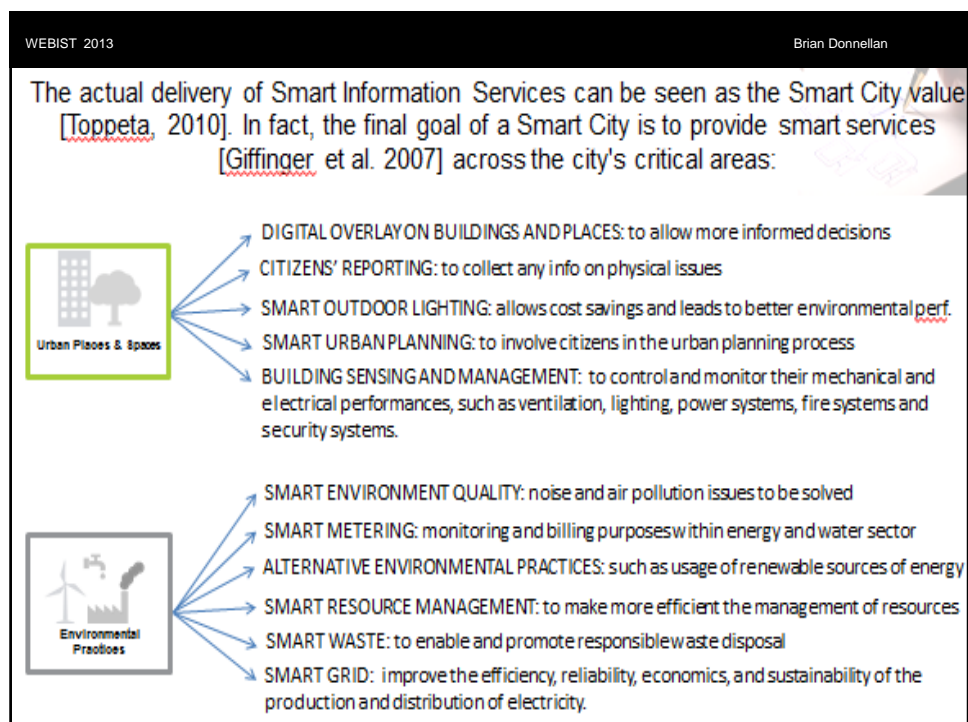 WEBIST 2013 Brian Donnellan
The actual delivery of Smart Information Services can be seen as the Smart City value
[Toppeta, 2010]. In fact, the final goal of a Smart City is to provide smart services
[Giffinger et al. 2007] across the city's critical areas:
DIGITAL OVERLAY ON BUILDINGS AND PLACES: to allow more informed decisions
CITIZENS' REPORTING: to collect any info on physical issues
SMART OUTDOOR LIGHTING: allows cost savings and leads to better environmental perf.
Urban Places & Spaces
SMART URBAN PLANNING: to involve citizens in the urban planning process
BUILDING SENSING AND MANAGEMENT: to control and monitor their mechanical and
electrical performances, such as ventilation, lighting, power systems, fire systems and
security systems.
SMART ENVIRONMENT QUALITY: noise and air pollution issues to be solved
SMART METERING: monitoring and billing purposes within energy and water sector
ALTERNATIVE ENVIRONMENTAL PRACTICES: such as usage of renewable sources of energy
SMART RESOURCE MANAGEMENT: to make more efficient the management of resources
Environmental
Practices
SMART WASTE: to enable and promote responsible waste disposal
SMART GRID: improve the efficiency, reliability, economics, and sustainability of the
production and distribution of electricity.